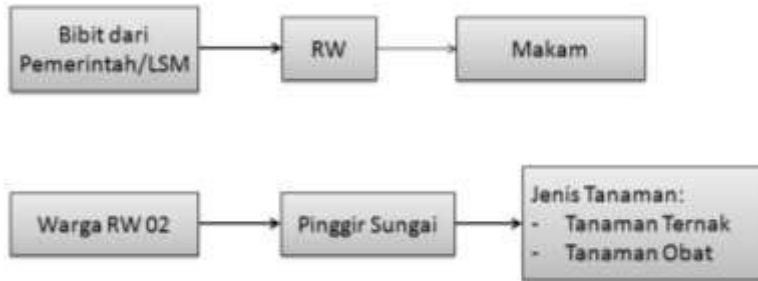 Bibit dari
Pemerintah/LSM
RW
Makam
Warga RW 02
Pinggir Sungai
Jenis Tanaman:
- Tanaman Ternak
- Tanaman Obat